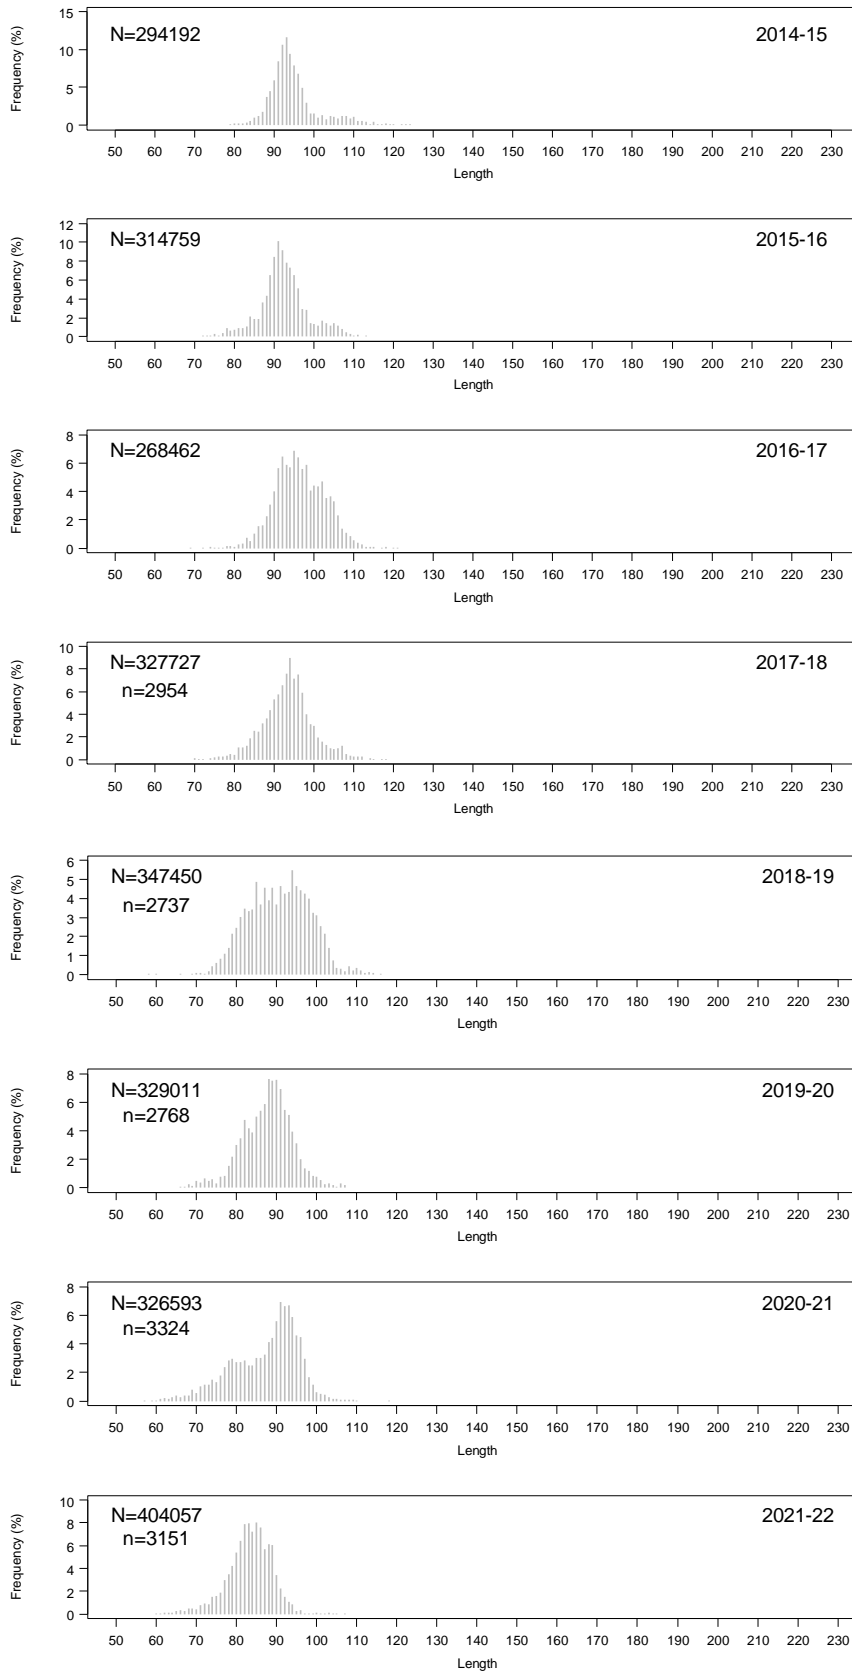 15
10
5
0
Frequency (%)
N=294192
2014-15
50 60 70 80 90 100 110 120 130 140 150 160 170 180 190 200 210 220 230
Length
12
10
8
6
4
2
0
Frequency (%)
N=314759
2015-16
50 60 70 80 90 100 110 120 130 140 150 160 170 180 190 200 210 220 230
Length
8
6
4
2
0
Frequency (%)
N=268462
2016-17
50 60 70 80 90 100 110 120 130 140 150 160 170 180 190 200 210 220 230
Length
10
8
6
4
2
0
Frequency (%)
N=327727
2017-18
n=2954
50 60 70 80 90 100 110 120 130 140 150 160 170 180 190 200 210 220 230
Length
6
5
4
3
2
1
0
Frequency (%)
N=347450
2018-19
n=2737
50 60 70 80 90 100 110 120 130 140 150 160 170 180 190 200 210 220 230
Length
8
6
4
2
0
Frequency (%)
N=329011
2019-20
n=2768
50 60 70 80 90 100 110 120 130 140 150 160 170 180 190 200 210 220 230
Length
8
6
4
2
0
Frequency (%)
N=326593
2020-21
n=3324
50 60 70 80 90 100 110 120 130 140 150 160 170 180 190 200 210 220 230
Length
10
8
6
4
2
0
Frequency (%)
N=404057
2021-22
n=3151
50 60 70 80 90 100 110 120 130 140 150 160 170 180 190 200 210 220 230
Length